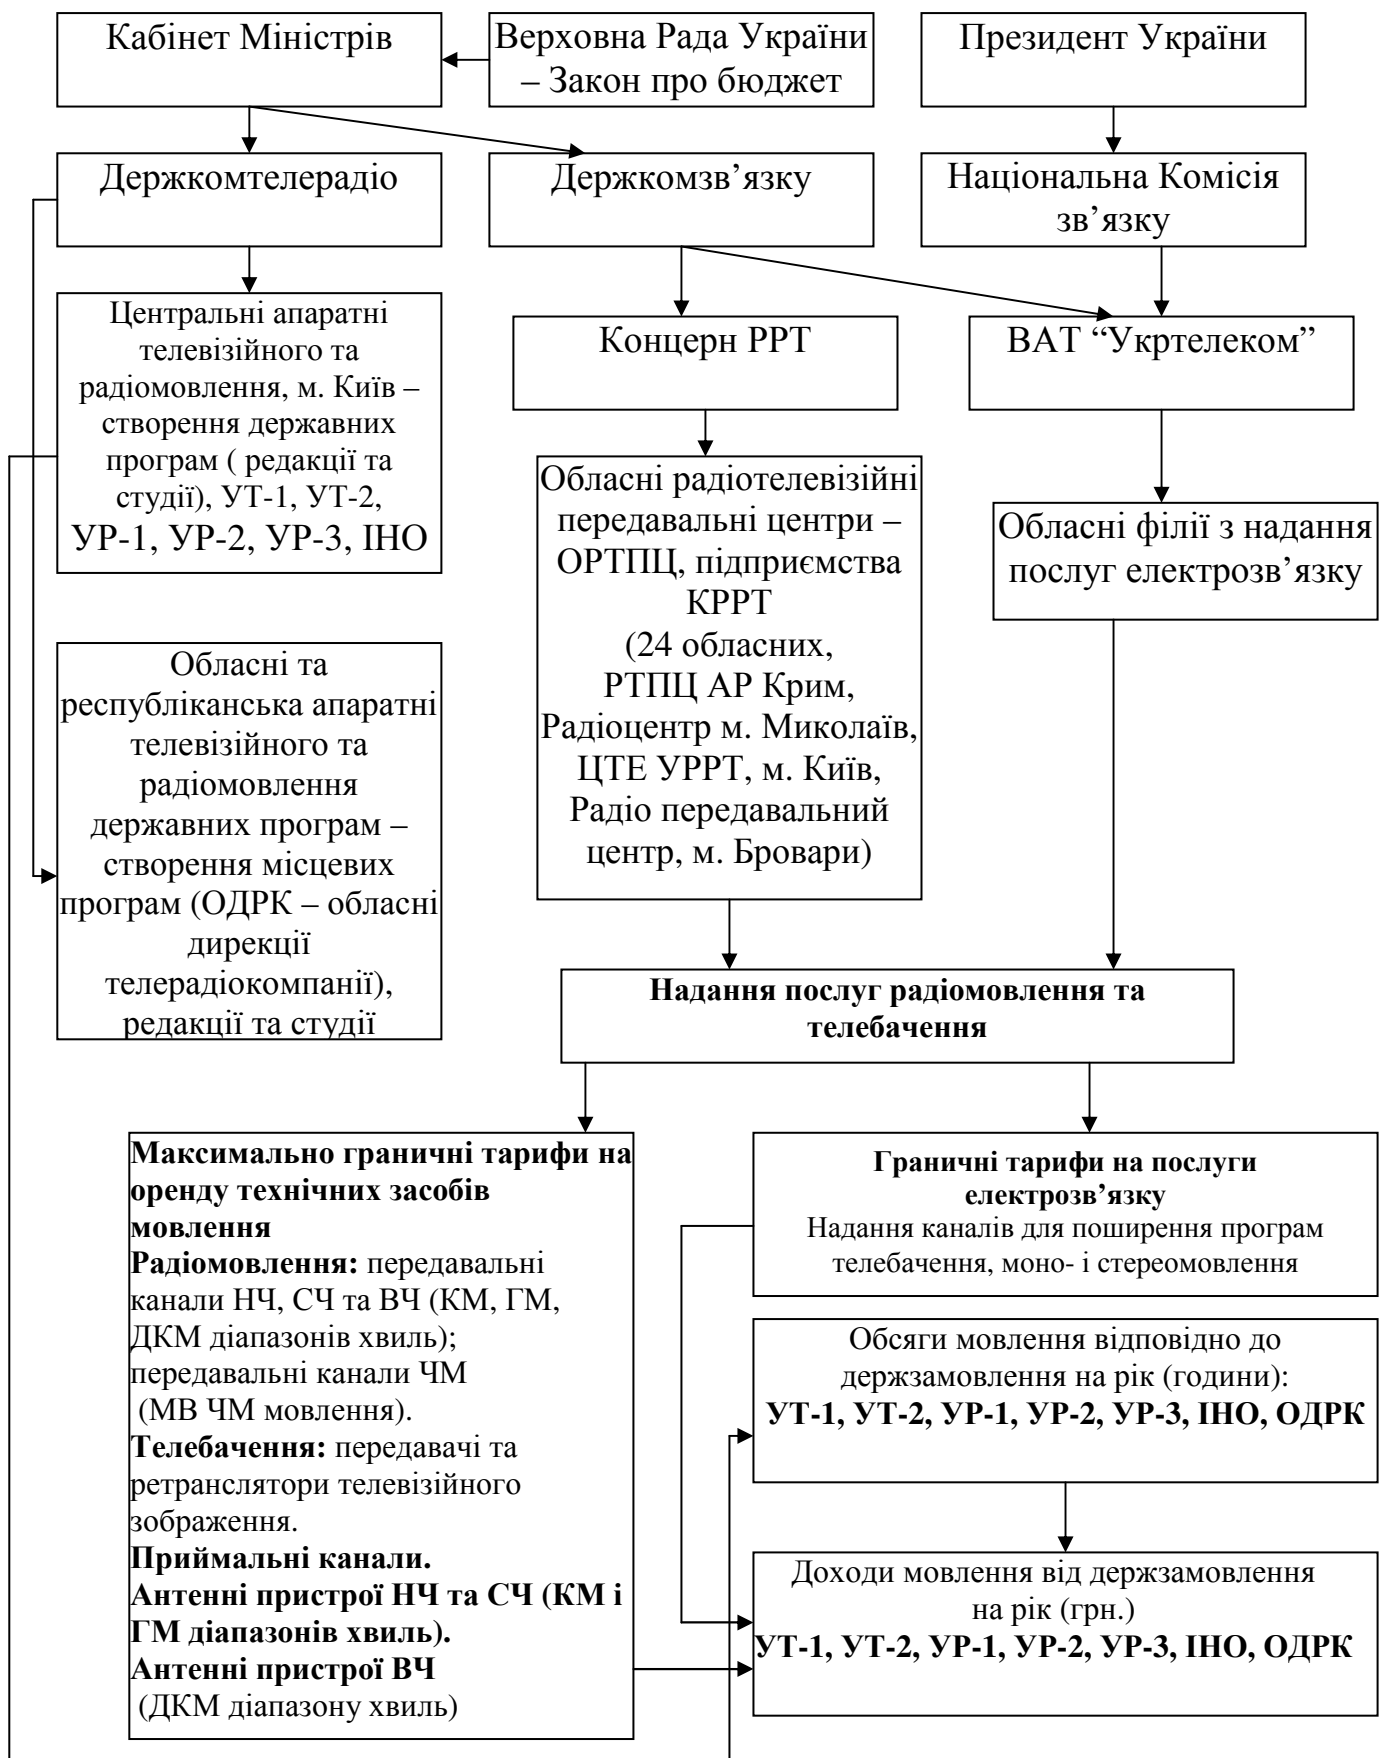 Кабінет Міністрів
Верховна Рада України
– Закон про бюджет
Президент України
Держкомтелерадіо
Держкомзв’язку
Національна Комісія
зв’язку
Центральні апаратні
телевізійного та
радіомовлення, м. Київ –
створення державних
програм ( редакції та
студії), УТ-1, УТ-2,
УР-1, УР-2, УР-3, ІНО
Концерн РРТ
ВАТ “Укртелеком”
Обласні радіотелевізійні
передавальні центри –
ОРТПЦ, підприємства
КРРТ
(24 обласних,
РТПЦ АР Крим,
Радіоцентр м. Миколаїв,
ЦТЕ УРРТ, м. Київ,
Радіо передавальний
центр, м. Бровари)
Обласні філії з надання
послуг електрозв’язку
Обласні та
республіканська апаратні
телевізійного та
радіомовлення
державних програм –
створення місцевих
програм (ОДРК – обласні
дирекції
телерадіокомпанії),
редакції та студії
Надання послуг радіомовлення та
телебачення
Максимально граничні тарифи на
оренду технічних засобів
мовлення
Радіомовлення: передавальні
канали НЧ, СЧ та ВЧ (КМ, ГМ,
ДКМ діапазонів хвиль);
передавальні канали ЧМ
(МВ ЧМ мовлення).
Телебачення: передавачі та
ретранслятори телевізійного
зображення.
Приймальні канали.
Антенні пристрої НЧ та СЧ (КМ і
ГМ діапазонів хвиль).
Антенні пристрої ВЧ
(ДКМ діапазону хвиль)
Граничні тарифи на послуги
електрозв’язку
Надання каналів для поширення програм
телебачення, моно- і стереомовлення
Обсяги мовлення відповідно до
держзамовлення на рік (години):
УТ-1, УТ-2, УР-1, УР-2, УР-3, ІНО, ОДРК
Доходи мовлення від держзамовлення
на рік (грн.)
УТ-1, УТ-2, УР-1, УР-2, УР-3, ІНО, ОДРК